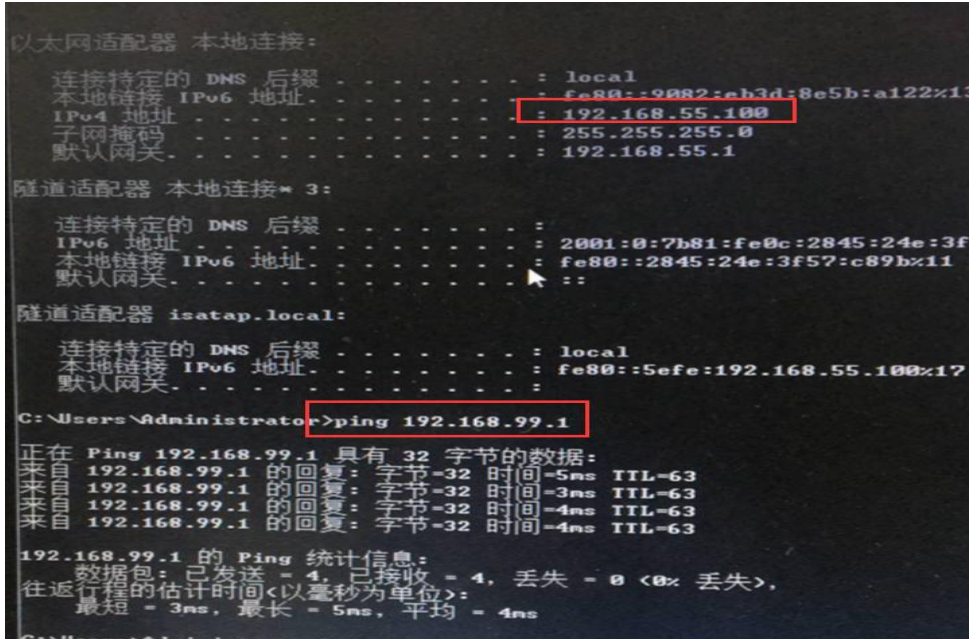 以太网适配器 本地连接:
连接特定的 DNS 后缀 . . . . . . . : local
本地链接 IPv6 地址. . . . . . . . : fe80::9082:eb3d:8e5b:a122%13
IPv4 地址 . . . . . . . . . . . . : 192.168.55.100
子网掩码 . . . . . . . . . . . . : 255.255.255.0
默认网关. . . . . . . . . . . . . : 192.168.55.1
隧道适配器 本地连接* 3:
连接特定的 DNS 后缀 . . . . . . . :
IPv6 地址 . . . . . . . . . . . . : 2001:0:7b81:fe0c:2845:24e:3f
本地链接 IPv6 地址. . . . . . . . : fe80::2845:24e:3f57:c89b%11
默认网关. . . . . . . . . . . . . : ::
隧道适配器 isatap.local:
连接特定的 DNS 后缀 . . . . . . . : local
本地链接 IPv6 地址. . . . . . . . : fe80::5efe:192.168.55.100%17
默认网关. . . . . . . . . . . . . :
C:\Users\Administrator>ping 192.168.99.1
正在 Ping 192.168.99.1 具有 32 字节的数据:
来自 192.168.99.1 的回复: 字节=32 时间=5ms TTL=63
来自 192.168.99.1 的回复: 字节=32 时间=3ms TTL=63
来自 192.168.99.1 的回复: 字节=32 时间=4ms TTL=63
来自 192.168.99.1 的回复: 字节=32 时间=4ms TTL=63
192.168.99.1 的 Ping 统计信息:
数据包: 已发送 = 4, 已接收 = 4, 丢失 = 0 (0% 丢失),
往返行程的估计时间(以毫秒为单位):
最短 = 3ms, 最长 = 5ms, 平均 = 4ms